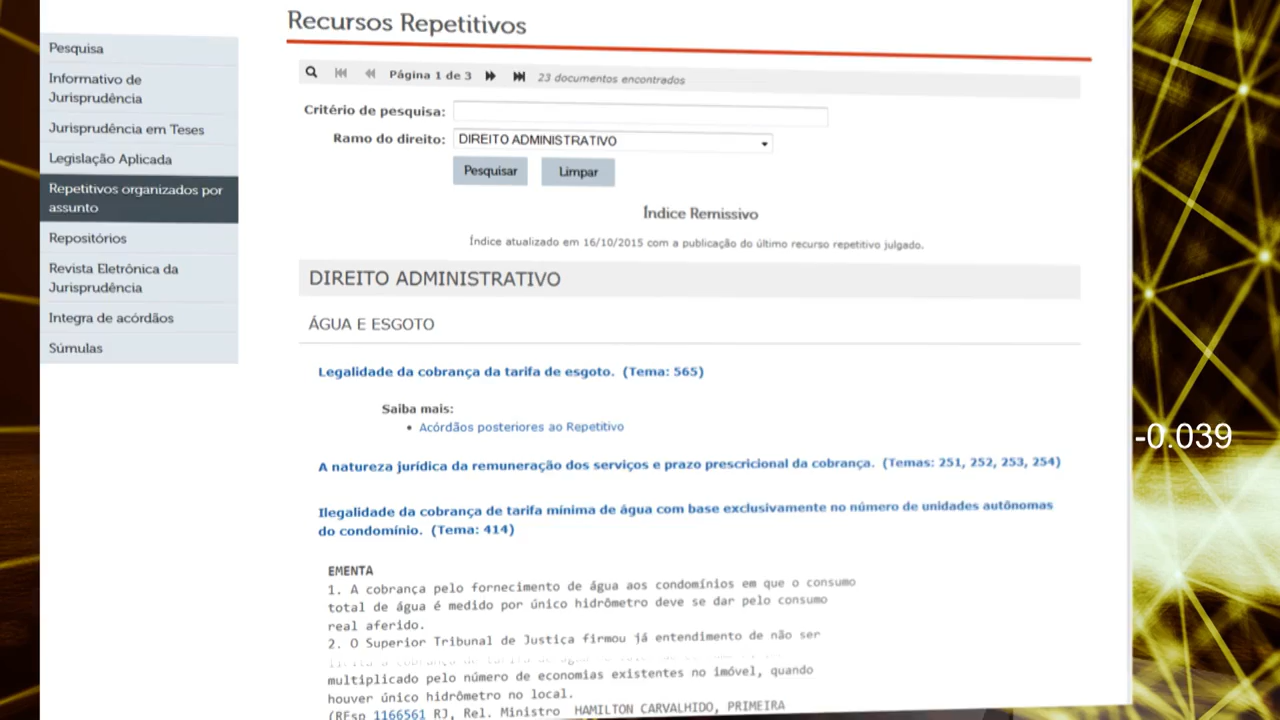 Recursos Repetitivos
Pesquisa
Informativo de
Jurisprudência
Jurisprudência em Teses
Legislação Aplicada
Repetitivos organizados por
assunto
Repositórios
Revista Eletrônica da
Jurisprudência
Integra de acórdãos
Súmulas
Página 1 de 3 23 documentos encontrados
Critério de pesquisa:
Ramo do direito: DIREITO ADMINISTRATIVO
Pesquisar Limpar
Índice Remissivo
Índice atualizado em 16/10/2015 com a publicação do último recurso repetitivo julgado.
DIREITO ADMINISTRATIVO
ÁGUA E ESGOTO
Legalidade da cobrança da tarifa de esgoto. (Tema: 565)
Saiba mais:
• Acórdãos posteriores ao Repetitivo
A natureza jurídica da remuneração dos serviços e prazo prescricional da cobrança. (Temas: 251, 252, 253, 254)
Ilegalidade da cobrança de tarifa mínima de água com base exclusivamente no número de unidades autônomas
do condomínio. (Tema: 414)
EMENTA
1. A cobrança pelo fornecimento de água aos condomínios em que o consumo
total de água é medido por único hidrômetro deve se dar pelo consumo
real aferido.
2. O Superior Tribunal de Justiça firmou já entendimento de não ser
multiplicado pelo número de economias existentes no imóvel, quando
houver único hidrômetro no local.
(REsp 1166561 RJ, Rel. Ministro HAMILTON CARVALHIDO, PRIMEIRA
-0.039